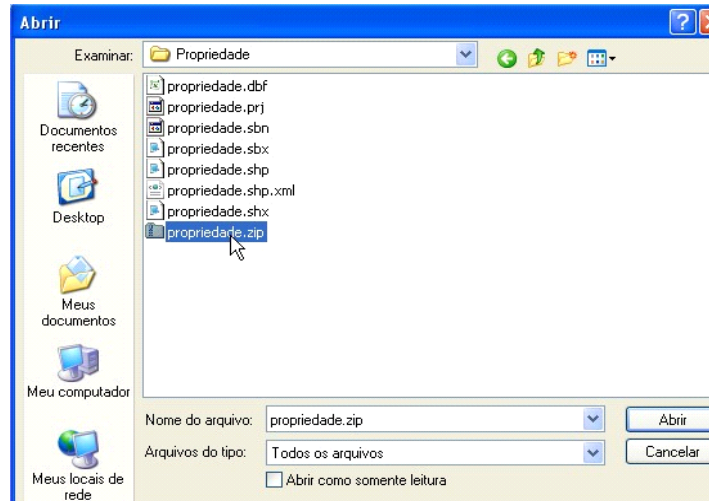 Abrir
Examinar:
Propriedade
Documentos
recentes
Desktop
Meus
documentos
Meu computador
Meus locais de
rede
propriedade.dbf
propriedade.prj
propriedade.sbn
propriedade.sbx
propriedade.shp
propriedade.shp.xml
propriedade.shx
propriedade.zip
Nome do arquivo:
propriedade.zip
Abrir
Arquivos do tipo:
Todos os arquivos
Cancelar
Abrir como somente leitura